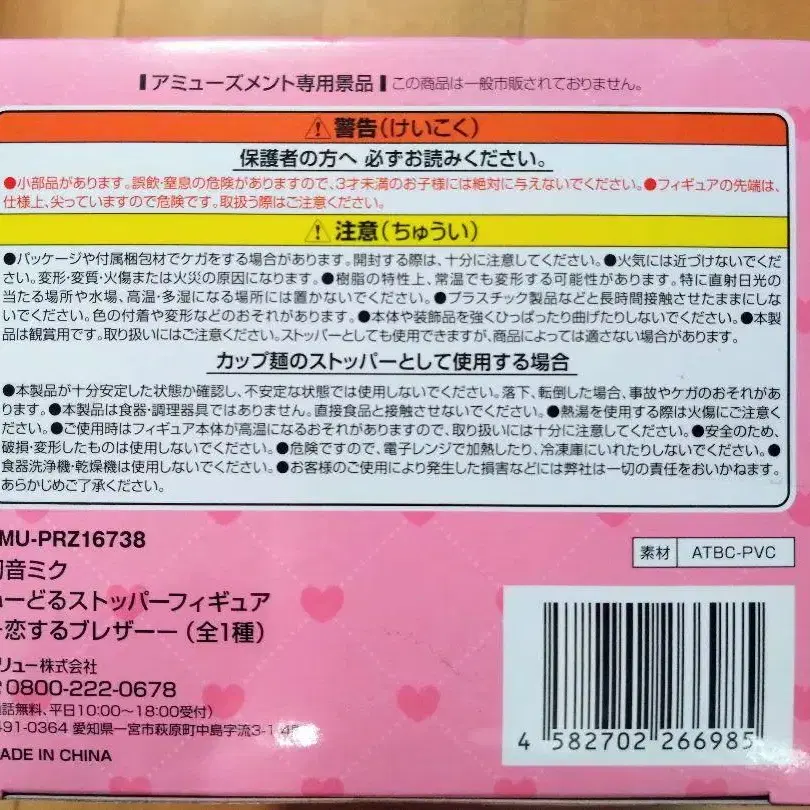 アミューズメント専用景品 この商品は一般市販されておりません。
警告(けいこく)
保護者の方へ 必ずお読みください。
●小部品があります。誤飲・窒息の危険がありますので、3才未満のお子様には絶対に与えないでください。●フィギュアの先端は、
仕様上、尖っていますので危険です。取扱う際はご注意ください。
注意(ちゅうい)
●パッケージや付属梱包材でケガをする場合があります。開封する際は、十分に注意してください。●火気には近づけないでくだ
さい。変形・変質・火傷または火災の原因になります。●樹脂の特性上、常温でも変形する可能性があります。特に直射日光の
当たる場所や水場、高温・多湿になる場所には置かないでください。●プラスチック製品などと長時間接触させたままにしな
いでください。色の付着や変形などのおそれがあります。●本体や装飾品を強くひっぱったり曲げたりしないでください。●本製
品は観賞用です。取り扱いにはご注意ください。ストッパーとしても使用できますが、商品によっては適さない場合があります。
カップ麺のストッパーとして使用する場合
●本製品が十分安定した状態か確認し、不安定な状態では使用しないでください。落下、転倒した場合、事故やケガのおそれがあ
ります。●本製品は食器・調理器具ではありません。直接食品と接触させないでください。●熱湯を使用する際は火傷にご注意く
ださい。●ご使用時はフィギュア本体が高温になるおそれがありますので、取り扱いには十分に注意してください。●安全のため、
破損・変形したものは使用しないでください。●危険ですので、電子レンジで加熱したり、冷凍庫にいれたりしないでください。●
食器洗浄機・乾燥機は使用しないでください。●お客様のご使用により発生した損害などには弊社は一切の責任をおいかねます。
あらかじめご了承ください。
MU-PRZ16738
素材 ATBC-PVC
音ミク
ーどるストッパーフィギュア
恋するブレザーー(全1種)
リュー株式会社
0800-222-0678
話無料、平日10:00〜18:00受付)
491-0364 愛知県一宮市萩原町中島字流3-1
ADE IN CHINA
4 582702 266985